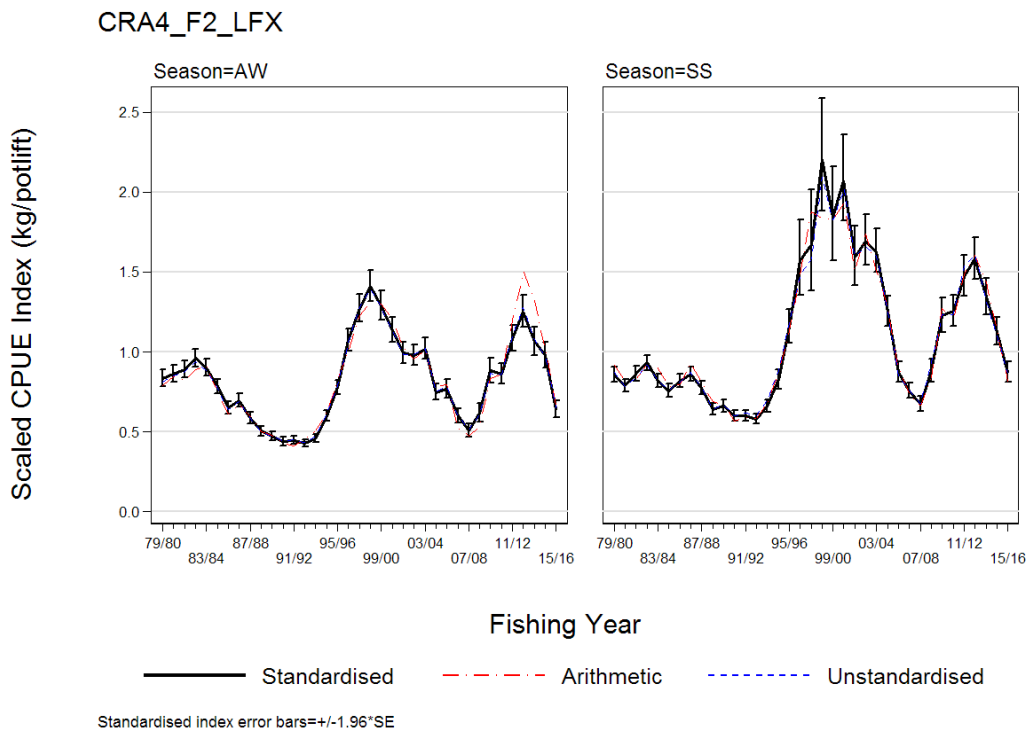 CRA4_F2_LFX
Season=AW
Season=SS
Scaled CPUE Index (kg/potlift)
2.5
2.0
1.5
1.0
0.5
0.0
79/80 87/88 95/96 03/04 11/12
83/84 91/92 99/00 07/08 15/16
79/80 87/88 95/96 03/04 11/12
83/84 91/92 99/00 07/08 15/16
Fishing Year
Standardised Arithmetic Unstandardised
Standardised index error bars=+/-1.96*SE